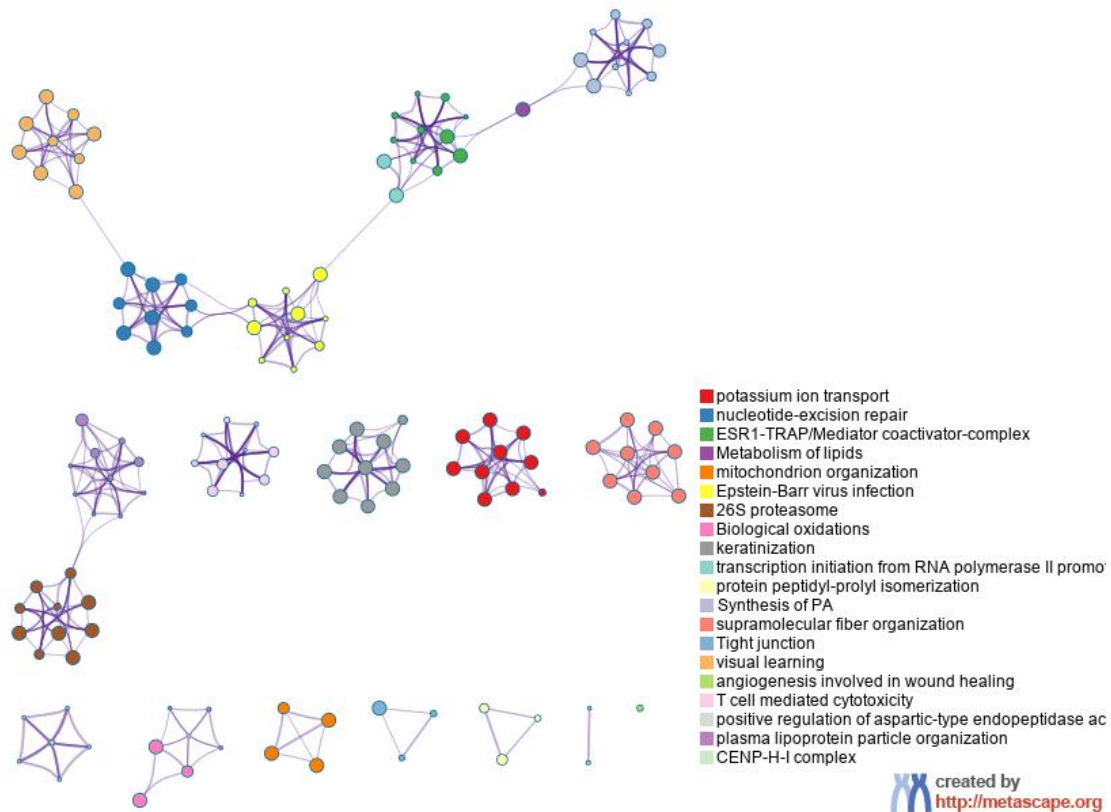 potassium ion transport
nucleotide-excision repair
ESR1-TRAP/Mediator coactivator-complex
Metabolism of lipids
mitochondrion organization
Epstein-Barr virus infection
26S proteasome
Biological oxidations
keratinization
transcription initiation from RNA polymerase II promot
protein peptidyl-prolyl isomerization
Synthesis of PA
supramolecular fiber organization
Tight junction
visual learning
angiogenesis involved in wound healing
T cell mediated cytotoxicity
positive regulation of aspartic-type endopeptidase ac
plasma lipoprotein particle organization
CENP-H-I complex
created by
http://metascape.org